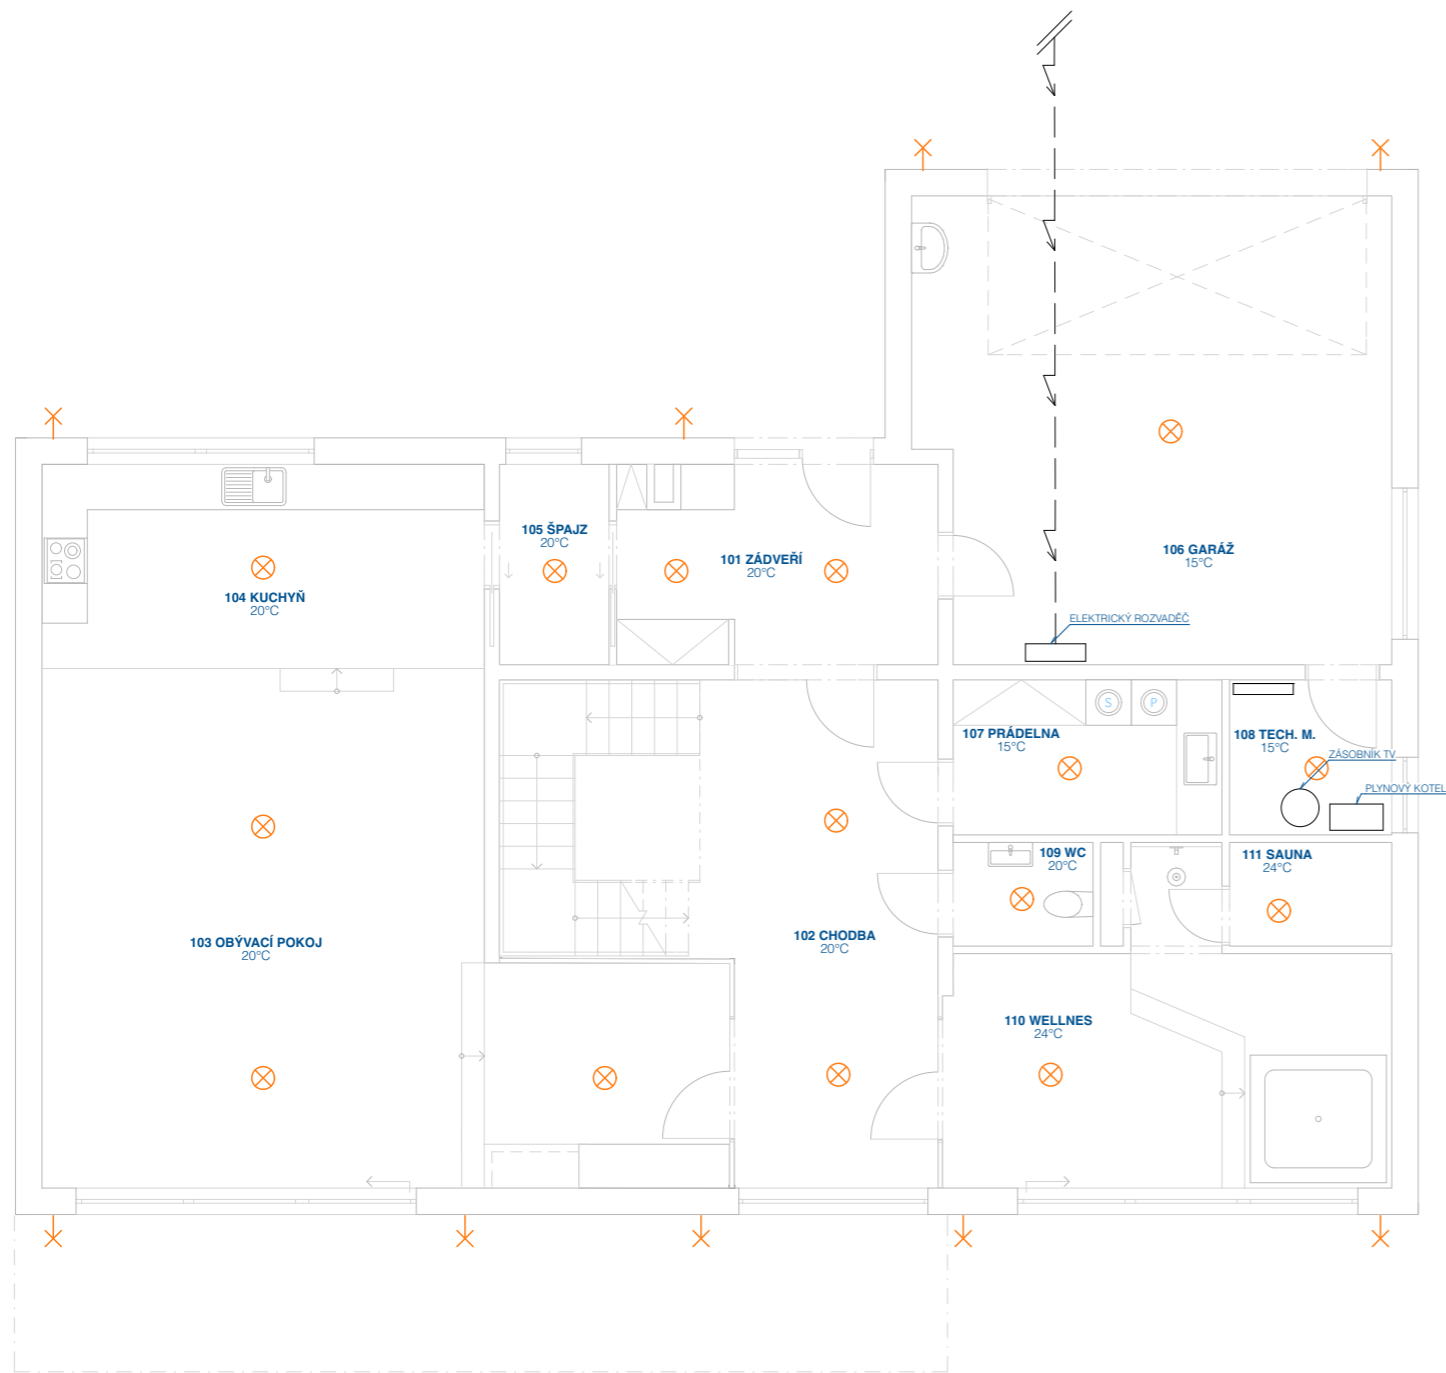 105 ŠPAJZ
20°C
101 ZÁDVEŘÍ
20°C
106 GARÁŽ
15°C
104 KUCHYŇ
20°C
ELEKTRICKÝ ROZVADĚČ
S
P
107 PRÁDELNA
15°C
108 TECH. M.
15°C
ZÁSOBNÍK TV
PLYNOVÝ KOTEL
109 WC
20°C
111 SAUNA
24°C
103 OBÝVACÍ POKOJ
20°C
102 CHODBA
20°C
110 WELLNES
24°C